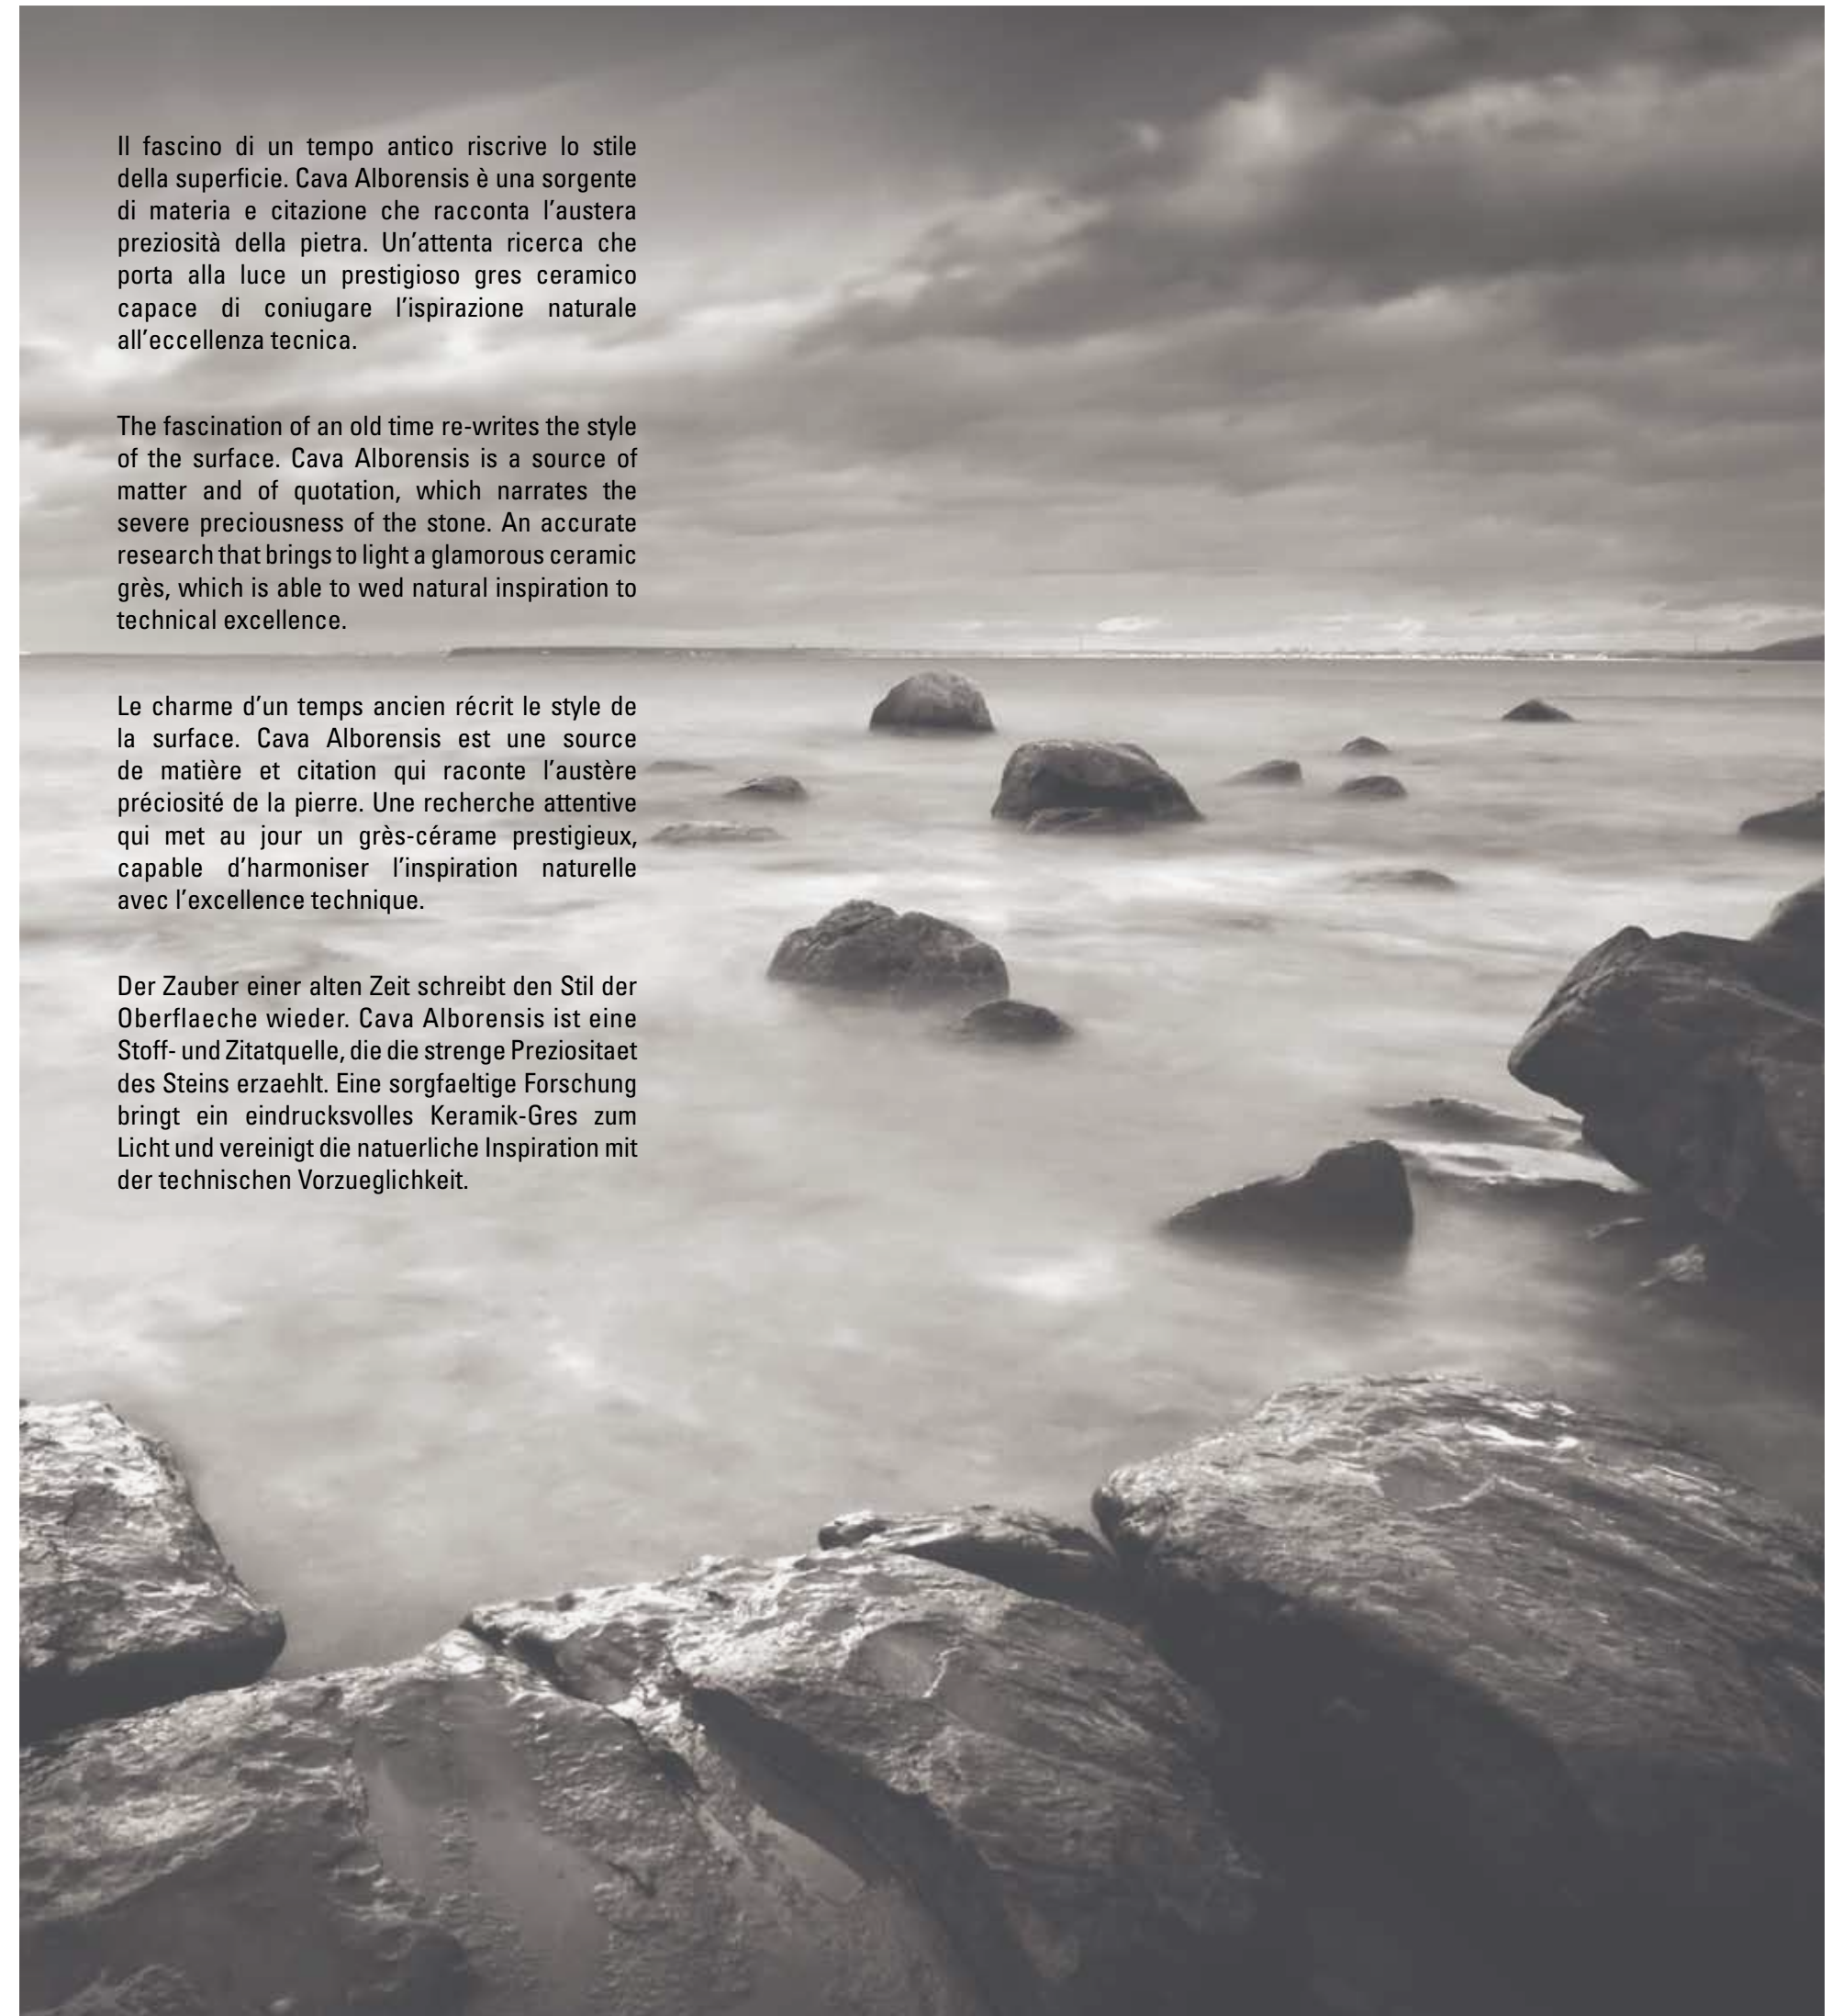 Il fascino di un tempo antico riscrive lo stile
della superficie. Cava Alborensis è una sorgente
di materia e citazione che racconta l'austera
preziosità della pietra. Un'attenta ricerca che
porta alla luce un prestigioso gres ceramico
capace di coniugare l'ispirazione naturale
all'eccellenza tecnica.
The fascination of an old time re-writes the style
of the surface. Cava Alborensis is a source of
matter and of quotation, which narrates the
severe preciousness of the stone. An accurate
research that brings to light a glamorous ceramic
grès, which is able to wed natural inspiration to
technical excellence.
Le charme d'un temps ancien récrit le style de
la surface. Cava Alborensis est une source
de matière et citation qui raconte l'austère
préciosité de la pierre. Une recherche attentive
qui met au jour un grès-cérame prestigieux,
capable d'harmoniser l'inspiration naturelle
avec l'excellence technique.
Der Zauber einer alten Zeit schreibt den Stil der
Oberflaeche wieder. Cava Alborensis ist eine
Stoff- und Zitatquelle, die die strenge Preziositaet
des Steins erzaehlt. Eine sorgfaeltige Forschung
bringt ein eindrucksvolles Keramik-Gres zum
Licht und vereinigt die natuerliche Inspiration mit
der technischen Vorzueglichkeit.